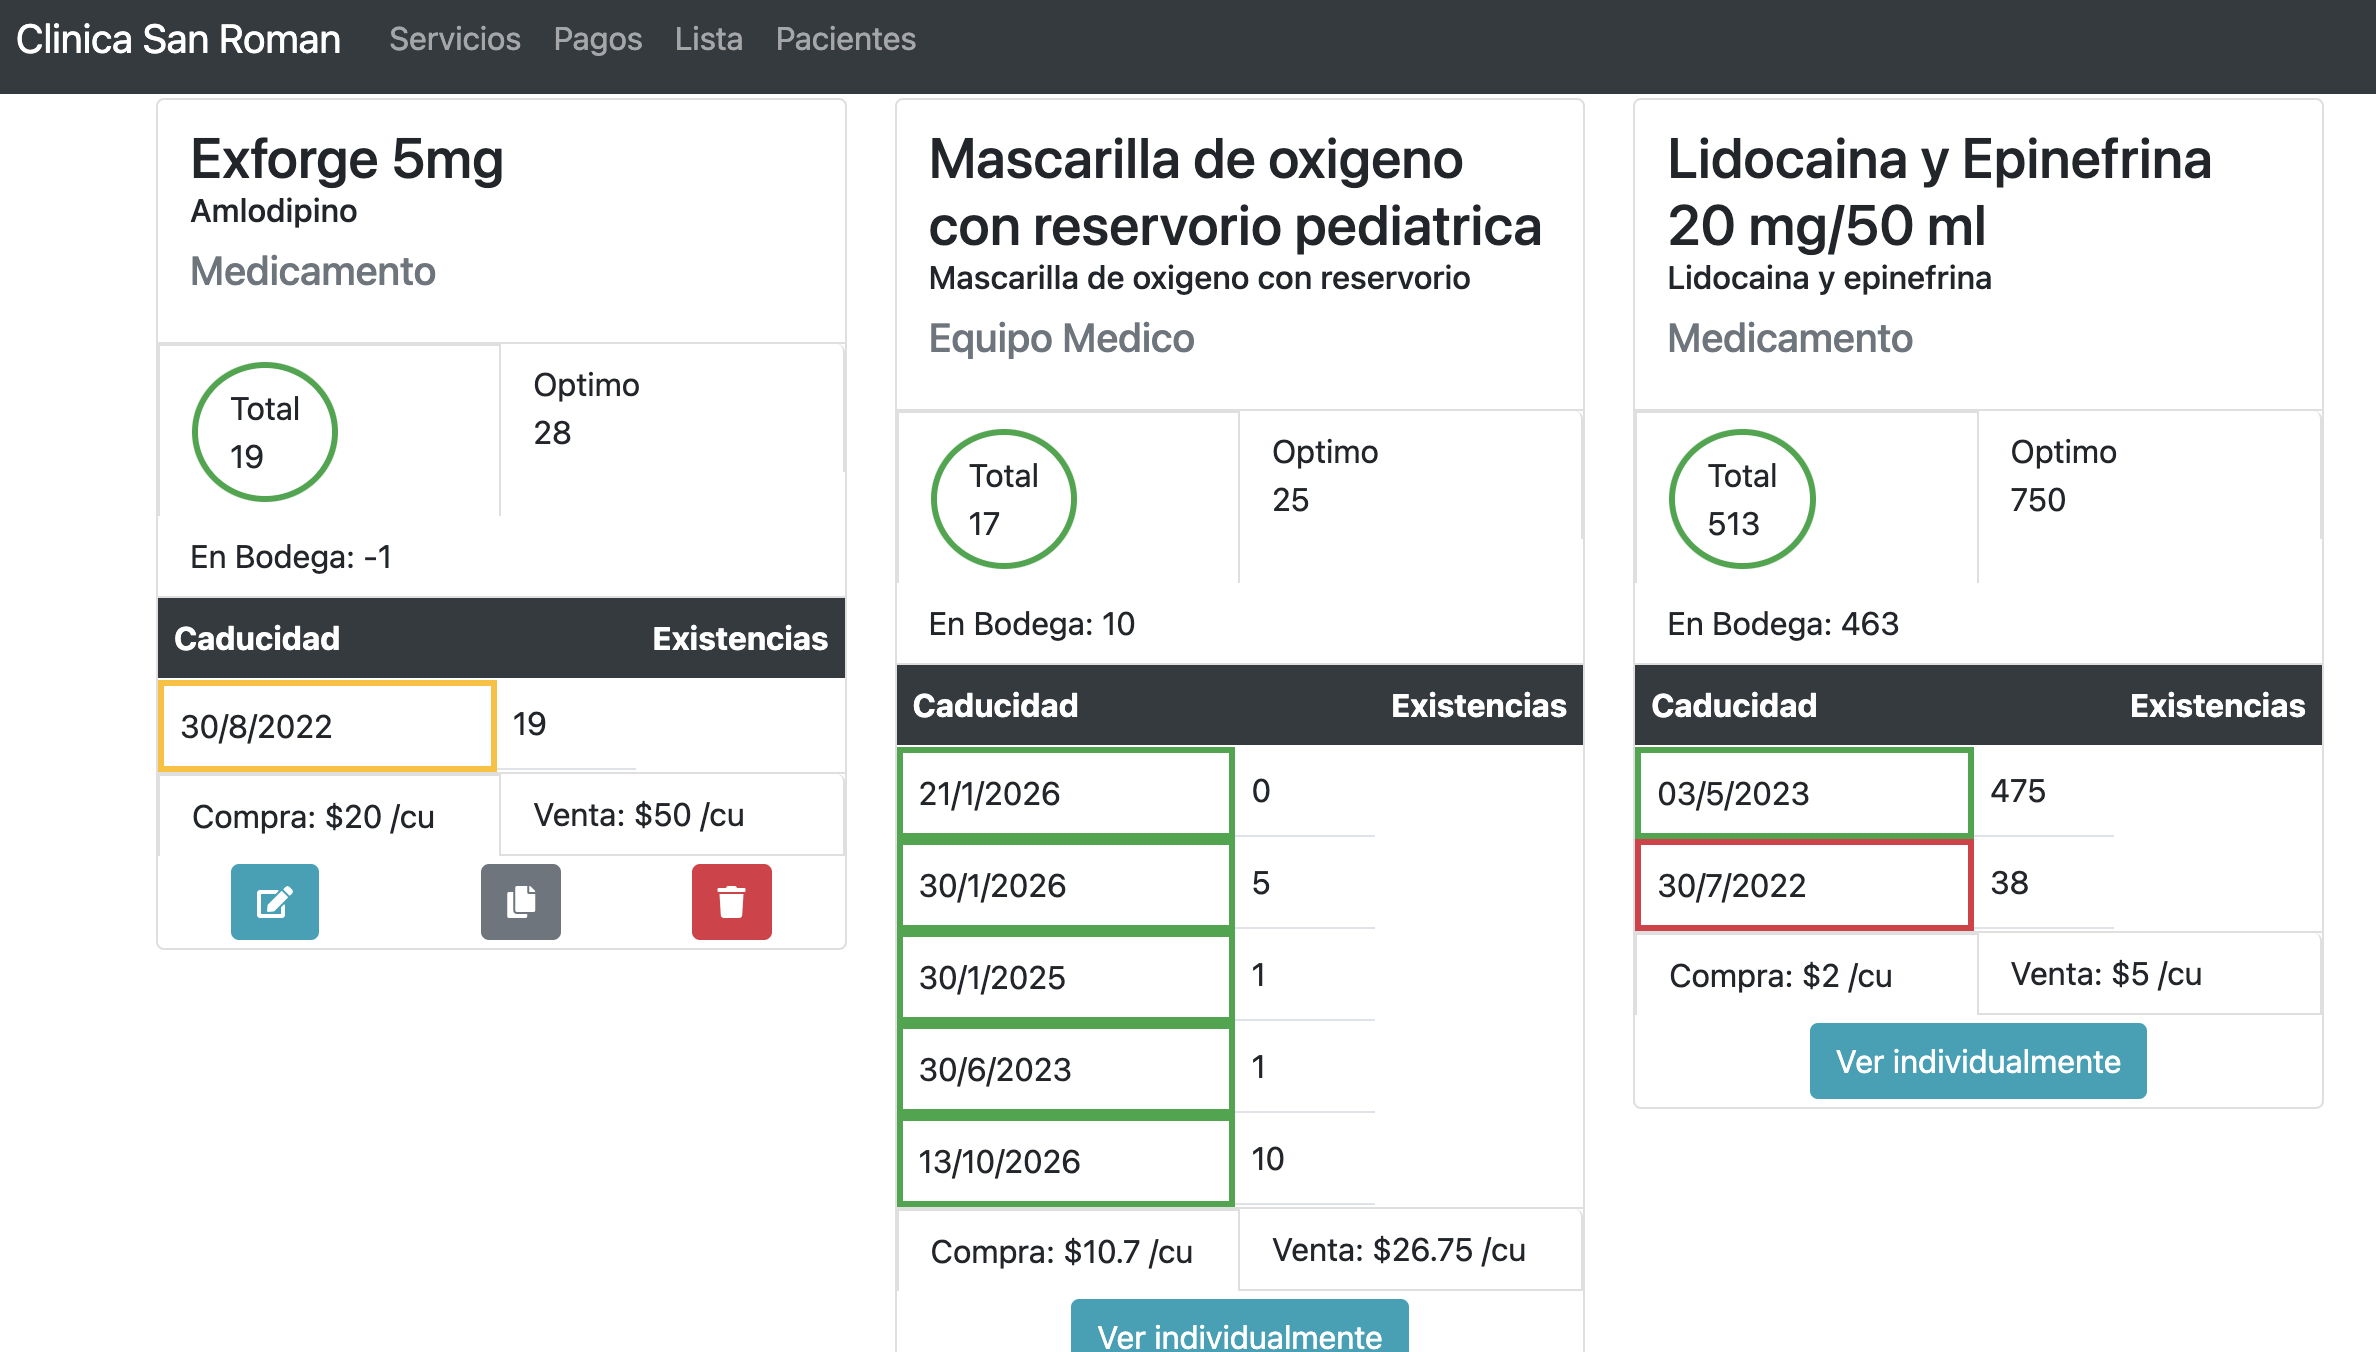 Clinica San Roman Servicios Pagos Lista Pacientes
Exforge 5mg
Amlodipino
Medicamento
Total
19
Optimo
28
En Bodega: -1
Caducidad Existencias
30/8/2022 19
Compra: $20 /cu Venta: $50 /cu
Mascarilla de oxigeno
con reservorio pediatrica
Mascarilla de oxigeno con reservorio
Equipo Medico
Total
17
Optimo
25
En Bodega: 10
Caducidad Existencias
21/1/2026 0
30/1/2026 5
30/1/2025 1
30/6/2023 1
13/10/2026 10
Compra: $10.7 /cu Venta: $26.75 /cu
Ver individualmente
Lidocaina y Epinefrina
20 mg/50 ml
Lidocaina y epinefrina
Medicamento
Total
513
Optimo
750
En Bodega: 463
Caducidad Existencias
03/5/2023 475
30/7/2022 38
Compra: $2 /cu Venta: $5 /cu
Ver individualmente